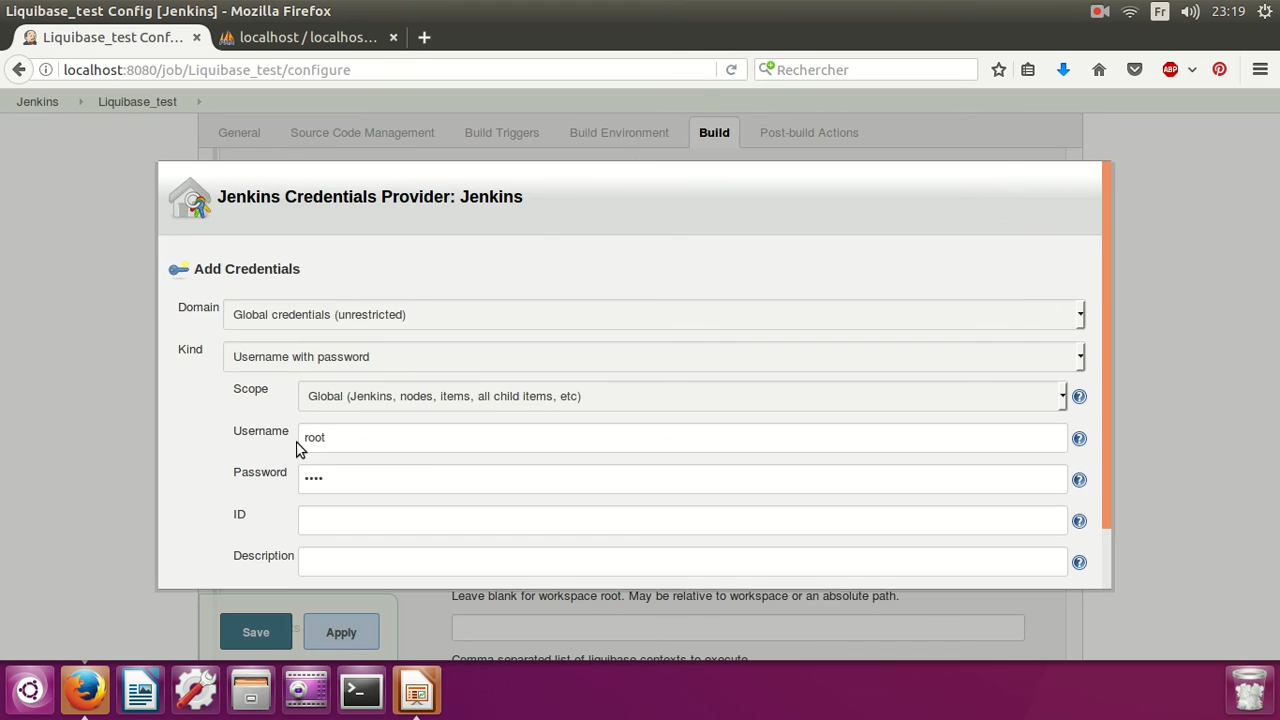 Liquibase_test Config [Jenkins] - Mozilla Firefox
Fr
23:19
Liquibase_test Conf...
localhost / localhos...
localhost:8080/job/Liquibase_test/configure
Rechercher
ABP
Jenkins
Liquibase_test
General
Source Code Management
Build Triggers
Build Environment
Build
Post-build Actions
Jenkins Credentials Provider: Jenkins
Add Credentials
Domain
Global credentials (unrestricted)
Kind
Username with password
Scope
Global (Jenkins, nodes, items, all child items, etc)
Username
root
Password
••••
ID
Description
Leave blank for workspace root. May be relative to workspace or an absolute path.
Save
Apply
Comma separated list of liquibase contexts to execute.